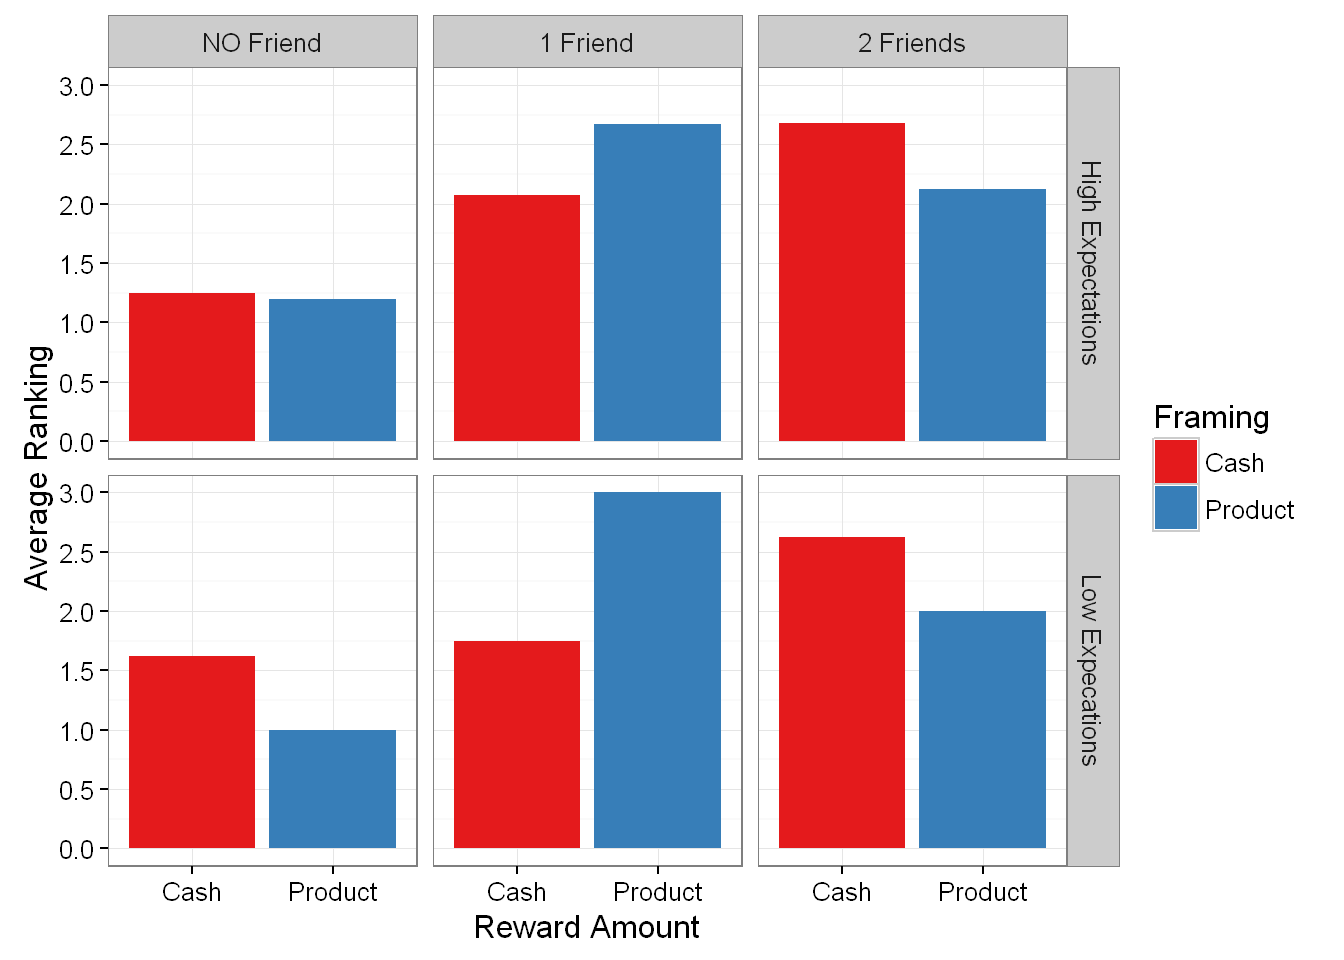 NO Friend
1 Friend
2 Friends
3.0
2.5
2.0
1.5
1.0
0.5
0.0
High Expectations
3.0
2.5
2.0
1.5
1.0
0.5
0.0
Low Expecations
Average Ranking
Cash
Product
Cash
Product
Cash
Product
Reward Amount
Framing
Cash
Product